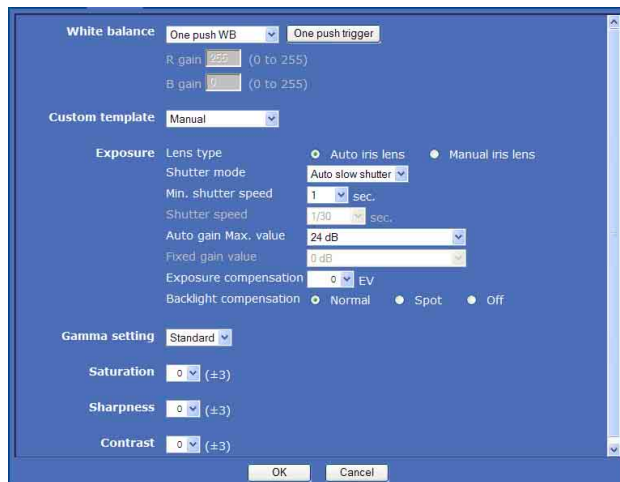 White balance One push WB One push trigger
R gain 255 (0 to 255)
B gain 0 (0 to 255)
Custom template Manual
Exposure Lens type Auto iris lens Manual iris lens
Shutter mode Auto slow shutter
Min. shutter speed 1 sec.
Shutter speed 1/30 sec.
Auto gain Max. value 24 dB
Fixed gain value 0 dB
Exposure compensation 0 EV
Backlight compensation Normal Spot Off
Gamma setting Standard
Saturation 0 (±3)
Sharpness 0 (±3)
Contrast 0 (±3)
OK Cancel